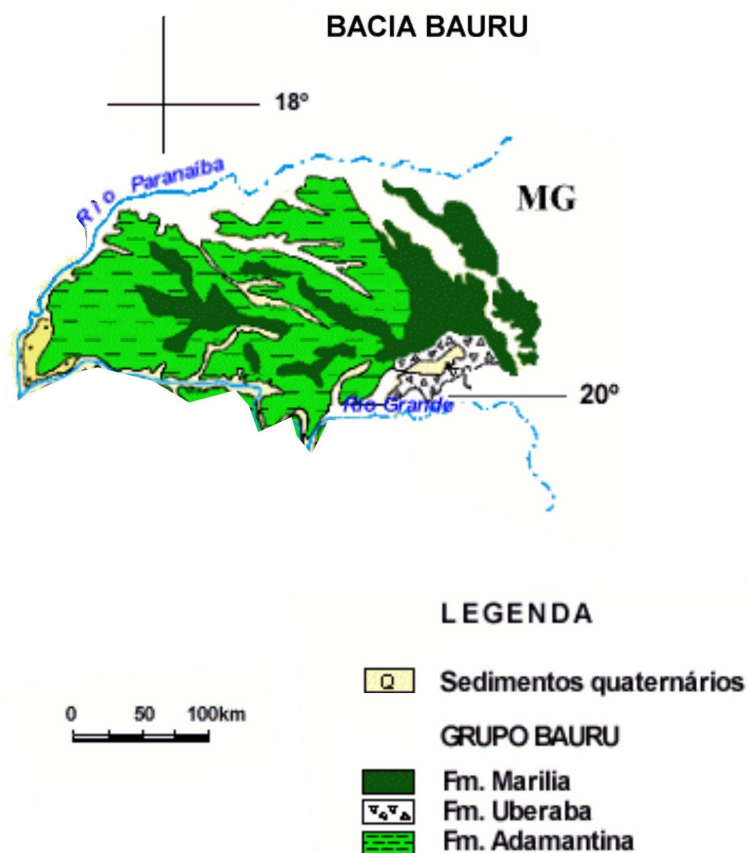 BACIA BAURU
18º
Rio Paranaíba
MG
20º
Rio Grande
LEGENDA
Q Sedimentos quaternários
0 50 100km
GRUPO BAURU
Fm. Marilia
Fm. Uberaba
Fm. Adamantina